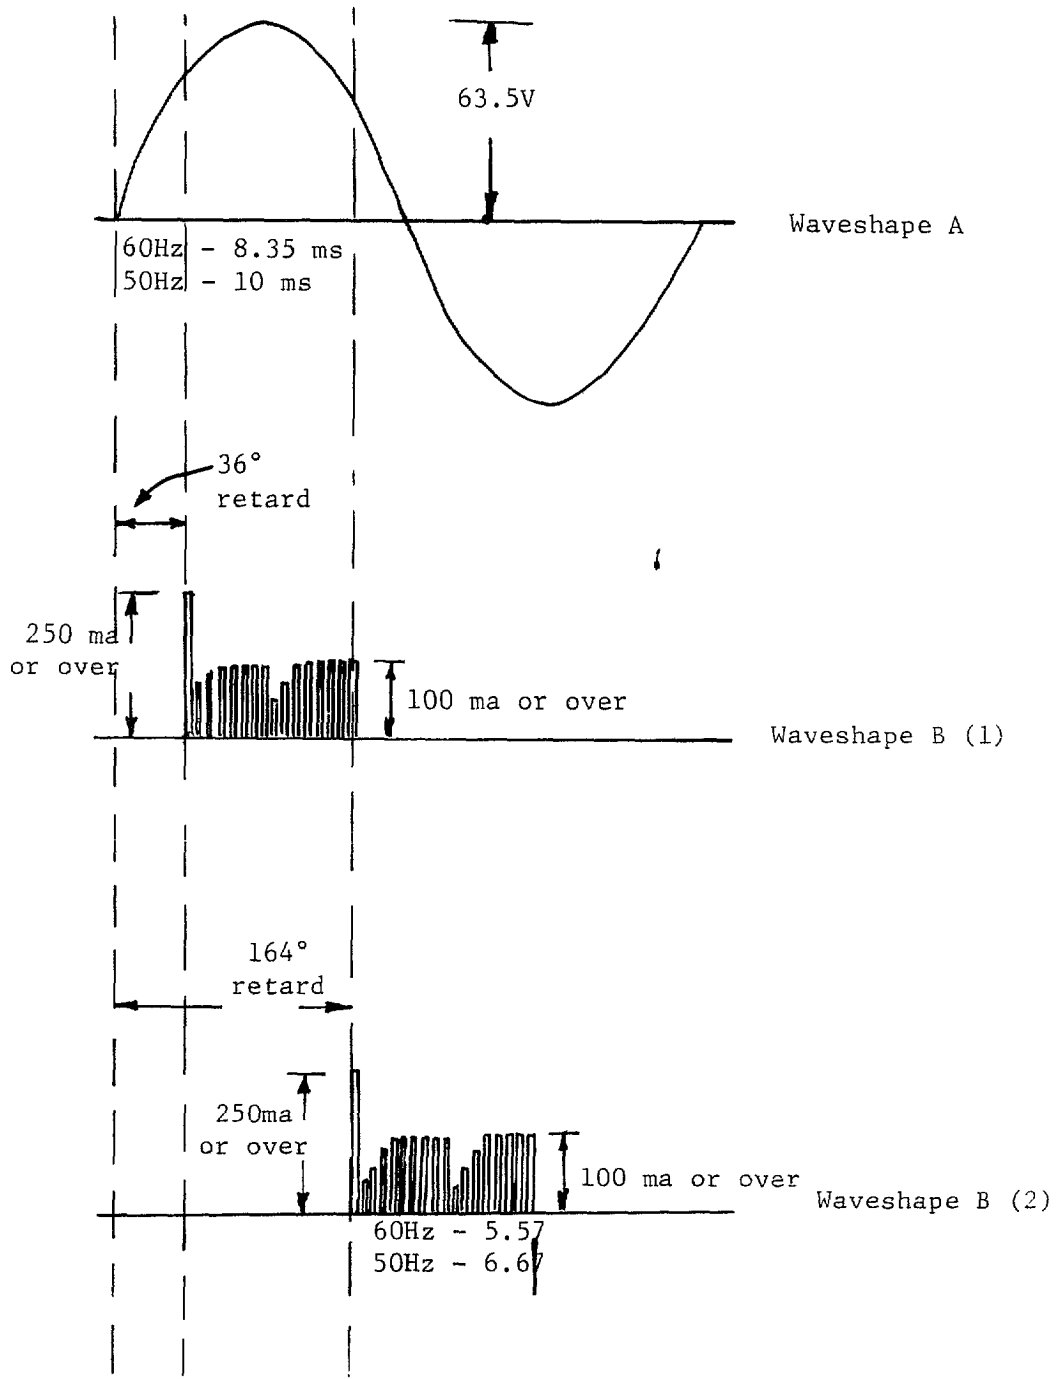 63.5V
Waveshape A
60Hz - 8.35 ms
50Hz - 10 ms
36°
retard
250 ma
or over
100 ma or over
Waveshape B (1)
164°
retard
250ma
or over
100 ma or over
Waveshape B (2)
60Hz - 5.57
50Hz - 6.67